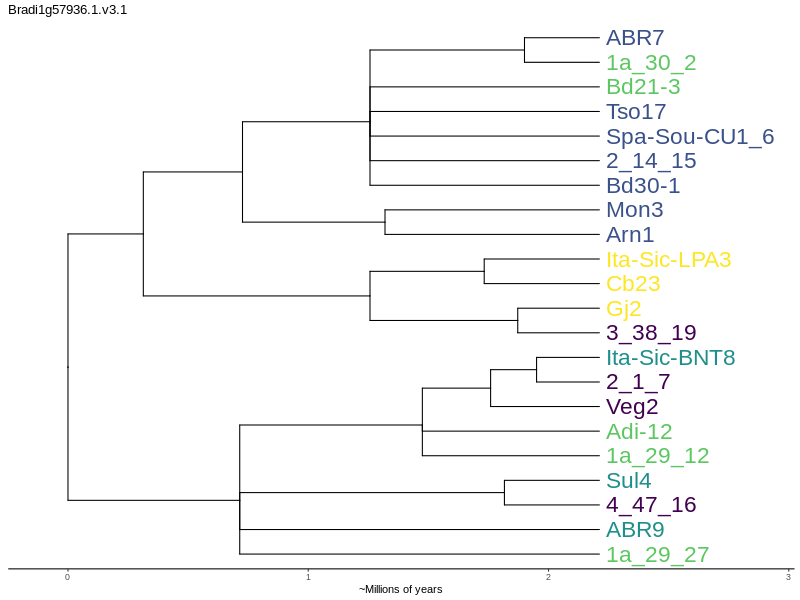 Bradi1g57936.1.v3.1
ABR7
1a_30_2
Bd21-3
Tso17
Spa-Sou-CU1_6
2_14_15
Bd30-1
Mon3
Arn1
Ita-Sic-LPA3
Cb23
Gj2
3_38_19
Ita-Sic-BNT8
2_1_7
Veg2
Adi-12
1a_29_12
Sul4
4_47_16
ABR9
1a_29_27
0 1 2 3
~Millions of years